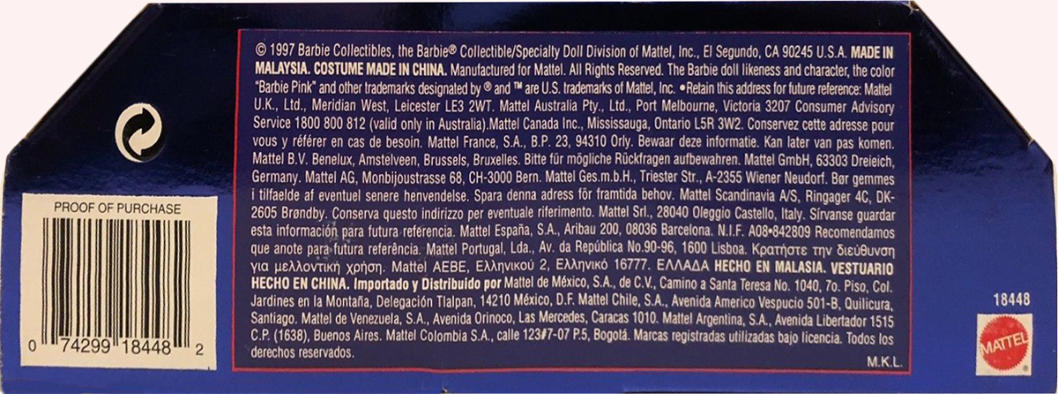 © 1997 Barbie Collectibles, the Barbie® Collectible/Specialty Doll Division of Mattel, Inc., El Segundo, CA 90245 U.S.A. MADE IN
MALAYSIA. COSTUME MADE IN CHINA. Manufactured for Mattel. All Rights Reserved. The Barbie doll likeness and character, the color
"Barbie Pink" and other trademarks designated by ® and ™ are U.S. trademarks of Mattel, Inc. •Retain this address for future reference: Mattel
U.K., Ltd., Meridian West, Leicester LE3 2WT. Mattel Australia Pty., Ltd., Port Melbourne, Victoria 3207 Consumer Advisory
Service 1800 800 812 (valid only in Australia).Mattel Canada Inc., Mississauga, Ontario L5R 3W2. Conservez cette adresse pour
vous y référer en cas de besoin. Mattel France, S.A., B.P. 23, 94310 Orly. Bewaar deze informatie. Kan later van pas komen.
Mattel B.V. Benelux, Amstelveen, Brussels, Bruxelles. Bitte für mögliche Rückfragen aufbewahren. Mattel GmbH, 63303 Dreieich,
Germany. Mattel AG, Monbijoustrasse 68, CH-3000 Bern. Mattel Ges.m.b.H., Triester Str., A-2355 Wiener Neudorf. Bør gemmes
i tilfaelde af eventuel senere henvendelse. Spara denna adress för framtida behov. Mattel Scandinavia A/S, Ringager 4C, DK-
2605 Brøndby. Conserva questo indirizzo per eventuale riferimento. Mattel Srl., 28040 Oleggio Castello, Italy. Sírvanse guardar
esta información para futura referencia. Mattel España, S.A., Aribau 200, 08036 Barcelona. N.I.F. A08•842809 Recomendamos
que anote para futura referência. Mattel Portugal, Lda., Av. da República No.90-96, 1600 Lisboa. Κρατήστε την διεύθυνση
για μελλοντική χρήση. Mattel ΑΕΒΕ, Ελληνικού 2, Ελληνικό 16777. ΕΛΛΑΔΑ HECHO EN MALASIA. VESTUARIO
HECHO EN CHINA. Importado y Distribuido por Mattel de México, S.A., de C.V., Camino a Santa Teresa No. 1040, 7o. Piso, Col.
Jardines en la Montaña, Delegación Tlalpan, 14210 México, D.F. Mattel Chile, S.A., Avenida Americo Vespucio 501-B, Quilicura,
Santiago. Mattel de Venezuela, S.A., Avenida Orinoco, Las Mercedes, Caracas 1010. Mattel Argentina, S.A., Avenida Libertador 1515
C.P. (1638), Buenos Aires. Mattel Colombia S.A., calle 123#7-07 P.5, Bogotá. Marcas registradas utilizadas bajo licencia. Todos los
derechos reservados.
M.K.L.
PROOF OF PURCHASE
0 74299 18448 2
18448
MATTEL
®